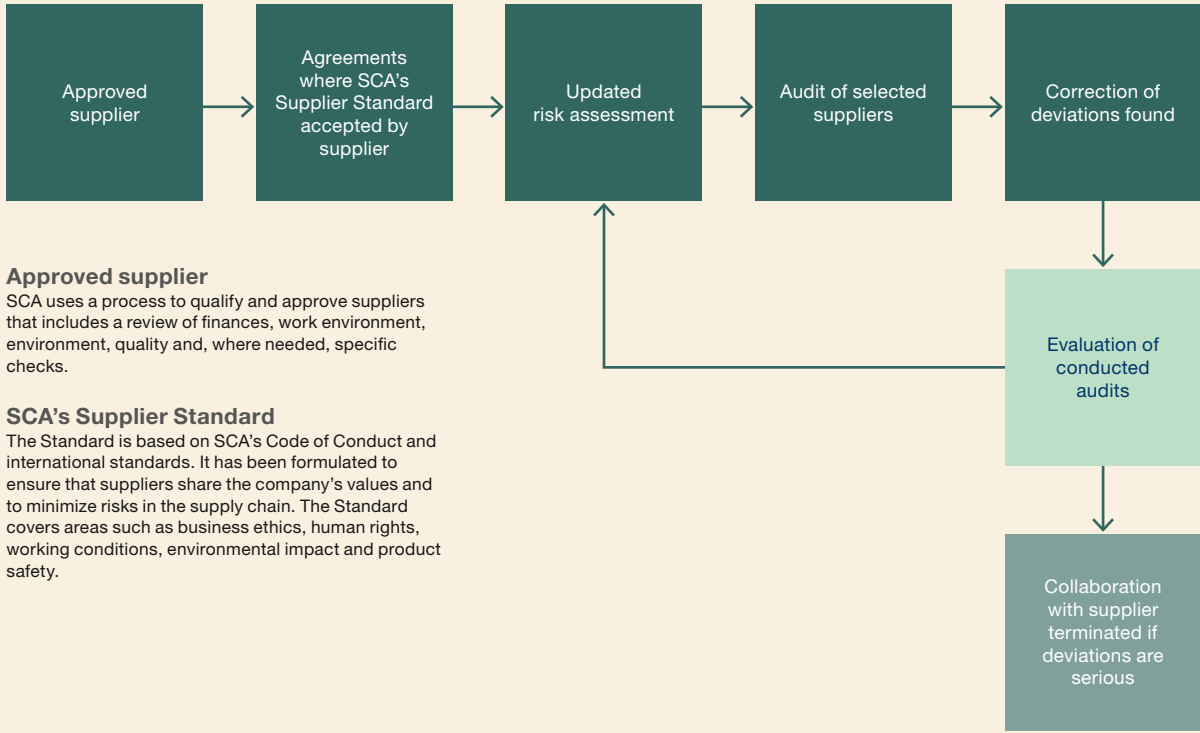 Approved
supplier
Agreements
where SCA’s
Supplier Standard
accepted by
supplier
Updated
risk assessment
Audit of selected
suppliers
Correction of
deviations found
Approved supplier
SCA uses a process to qualify and approve suppliers
that includes a review of finances, work environment,
environment, quality and, where needed, specific
checks.
SCA’s Supplier Standard
The Standard is based on SCA’s Code of Conduct and
international standards. It has been formulated to
ensure that suppliers share the company’s values and
to minimize risks in the supply chain. The Standard
covers areas such as business ethics, human rights,
working conditions, environmental impact and product
safety.
Evaluation of
conducted
audits
Collaboration
with supplier
terminated if
deviations are
serious